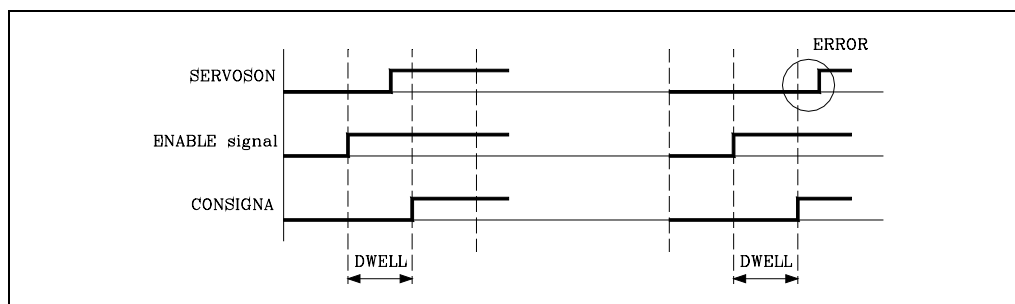 ERROR
SERVOSON
ENABLE signal
CONSIGNA
DWELL
DWELL